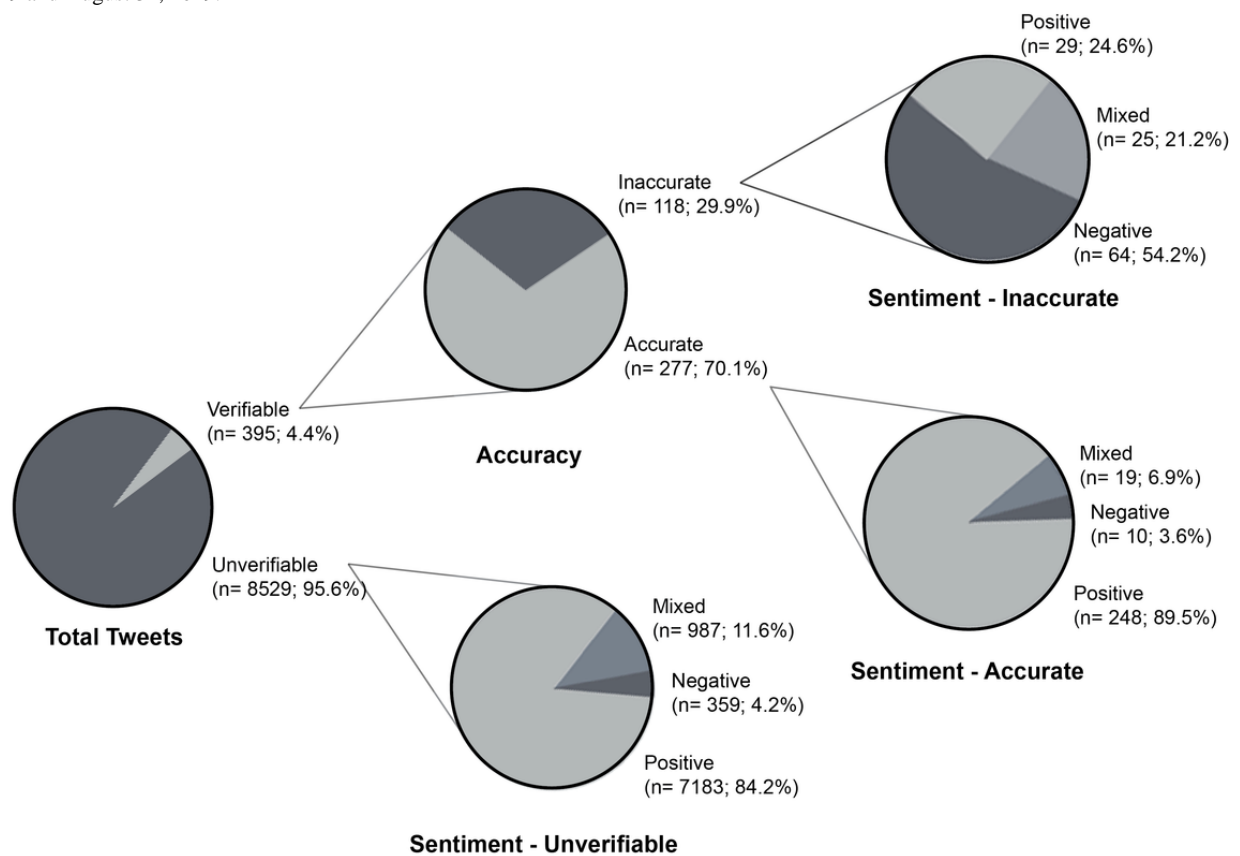 Positive
(n= 29; 24.6%)
Mixed
(n= 25; 21.2%)
Negative
(n= 64; 54.2%)
Sentiment - Inaccurate
Inaccurate
(n= 118; 29.9%)
Accurate
(n= 277; 70.1%)
Accuracy
Verifiable
(n= 395; 4.4%)
Unverifiable
(n= 8529; 95.6%)
Total Tweets
Mixed
(n= 19; 6.9%)
Negative
(n= 10; 3.6%)
Positive
(n= 248; 89.5%)
Sentiment - Accurate
Mixed
(n= 987; 11.6%)
Negative
(n= 359; 4.2%)
Positive
(n= 7183; 84.2%)
Sentiment - Unverifiable